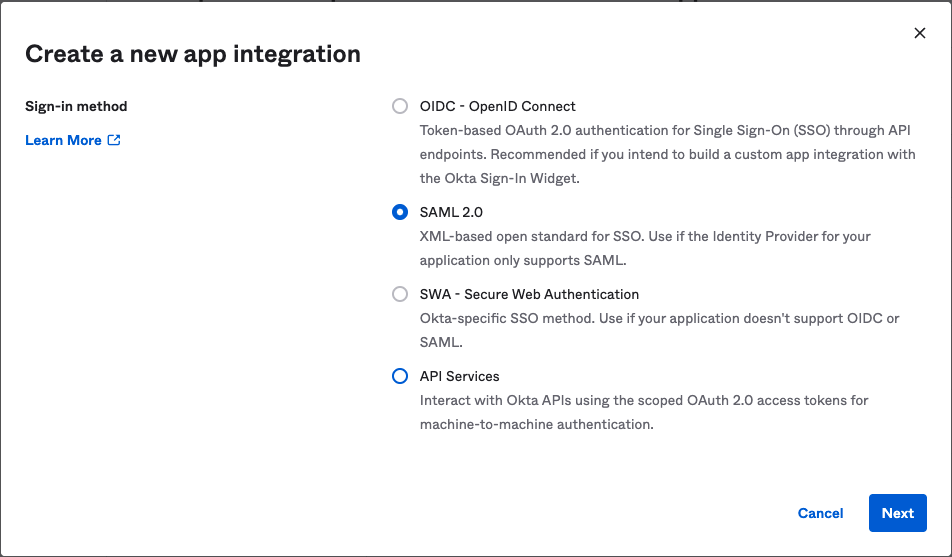 Create a new app integration
Sign-in method
Learn More
OIDC - OpenID Connect
Token-based OAuth 2.0 authentication for Single Sign-On (SSO) through API
endpoints. Recommended if you intend to build a custom app integration with
the Okta Sign-In Widget.
SAML 2.0
XML-based open standard for SSO. Use if the Identity Provider for your
application only supports SAML.
SWA - Secure Web Authentication
Okta-specific SSO method. Use if your application doesn't support OIDC or
SAML.
API Services
Interact with Okta APIs using the scoped OAuth 2.0 access tokens for
machine-to-machine authentication.
Cancel
Next